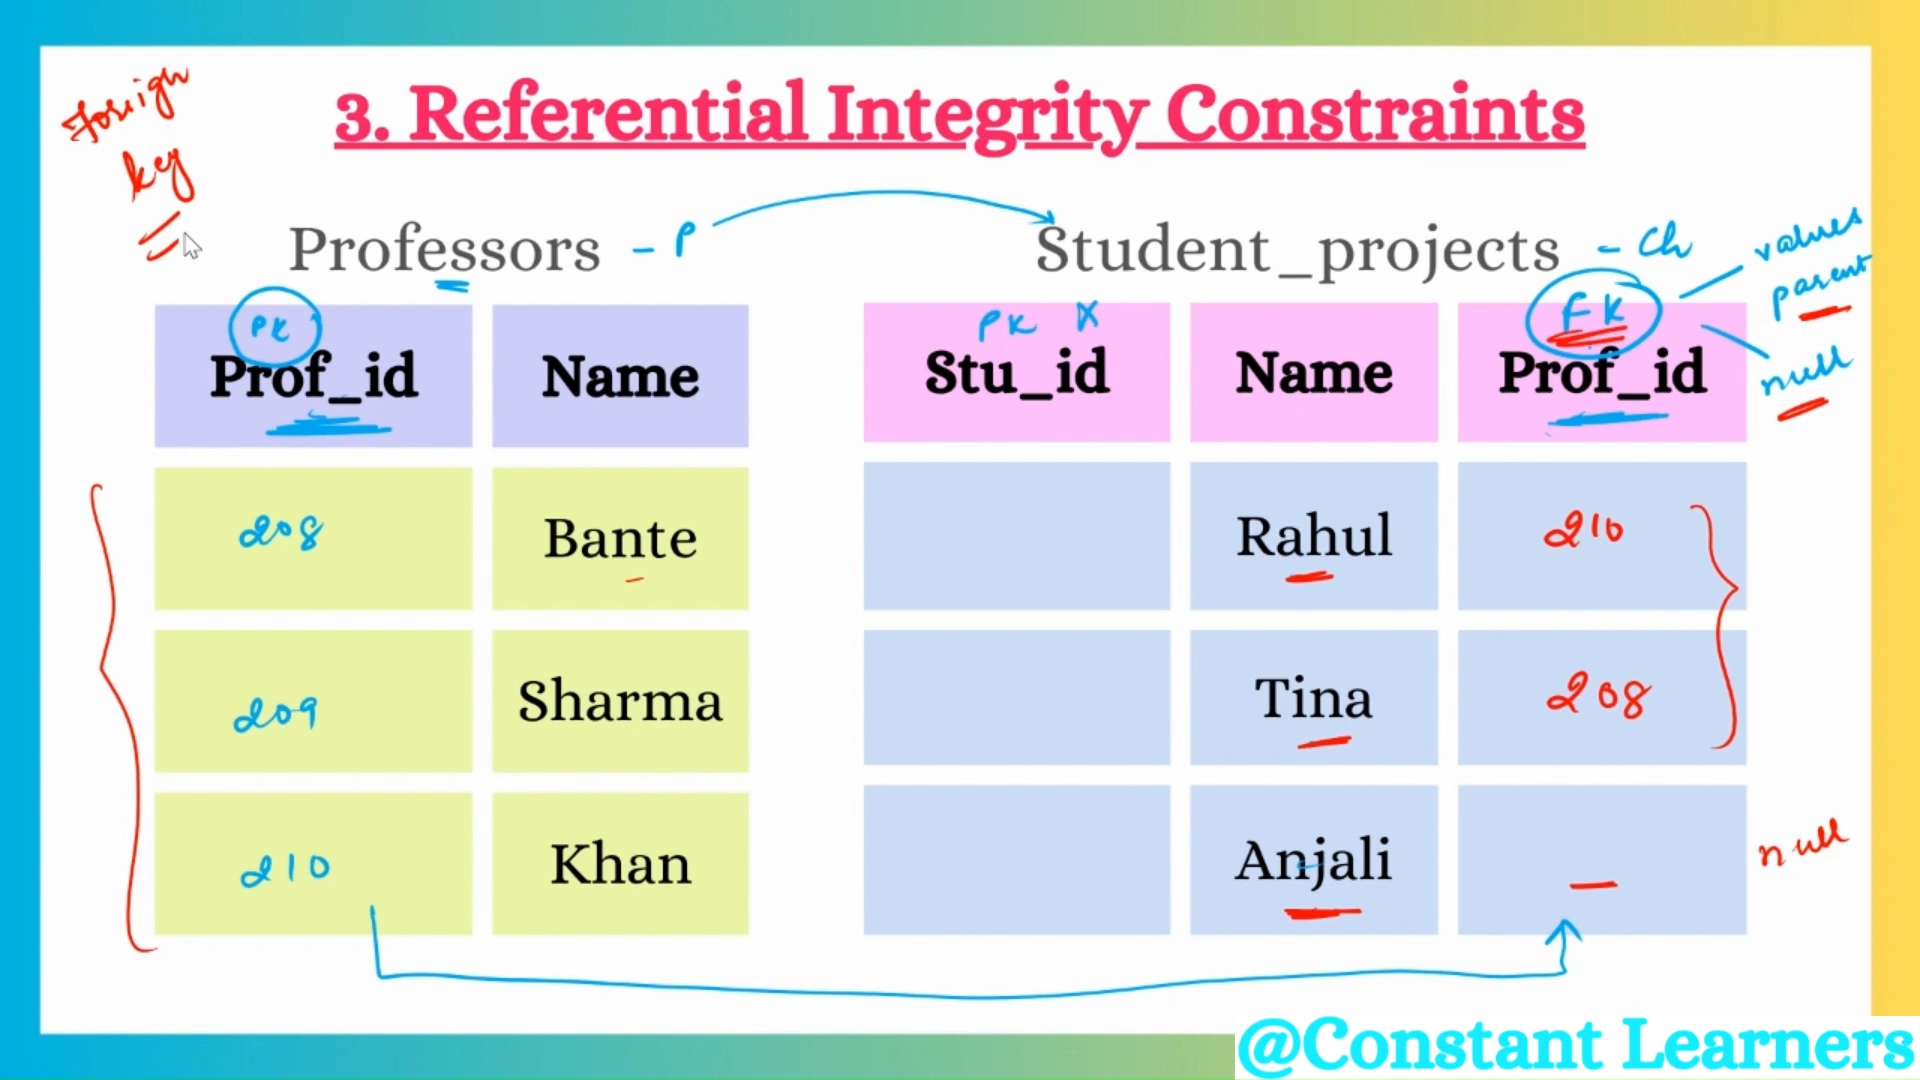 Foreign
key
3. Referential Integrity Constraints
Professors - P
Student_projects - Ch
values
parent
null
PK
Prof_id Name
PK
Stu_id Name
FK
Prof_id
208 Bante
209 Sharma
210 Khan
Rahul 210
Tina 208
Anjali — null
@Constant Learners